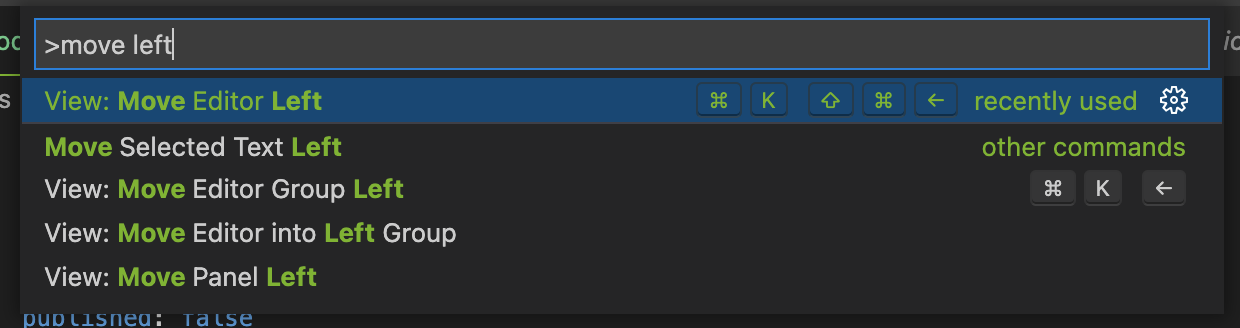 >move left
View: Move Editor Left ⌘ K ⇧ ⌘ ← recently used
Move Selected Text Left other commands
View: Move Editor Group Left ⌘ K ←
View: Move Editor into Left Group
View: Move Panel Left
published: false